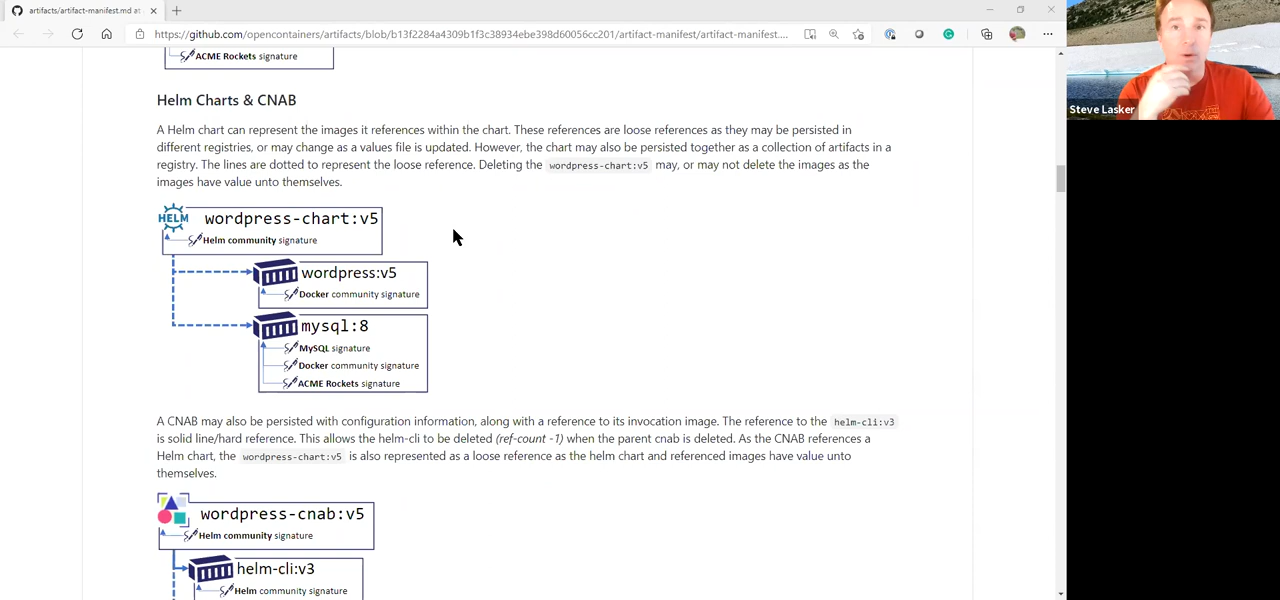 artifacts/artifact-manifest.md at
https://github.com/opencontainers/artifacts/blob/b13f2284a4309b1f3c38934ebe398d60056cc201/artifact-manifest/artifact-manifest....
ACME Rockets signature
Steve Lasker
Helm Charts & CNAB
A Helm chart can represent the images it references within the chart. These references are loose references as they may be persisted in
different registries, or may change as a values file is updated. However, the chart may also be persisted together as a collection of artifacts in a
registry. The lines are dotted to represent the loose reference. Deleting the wordpress-chart:v5 may, or may not delete the images as the
images have value unto themselves.
HELM wordpress-chart:v5
Helm community signature
wordpress:v5
Docker community signature
mysql:8
MySQL signature
Docker community signature
ACME Rockets signature
A CNAB may also be persisted with configuration information, along with a reference to its invocation image. The reference to the helm-cli:v3
is solid line/hard reference. This allows the helm-cli to be deleted (ref-count -1) when the parent cnab is deleted. As the CNAB references a
Helm chart, the wordpress-chart:v5 is also represented as a loose reference as the helm chart and referenced images have value unto
themselves.
wordpress-cnab:v5
Helm community signature
helm-cli:v3
Helm community signature